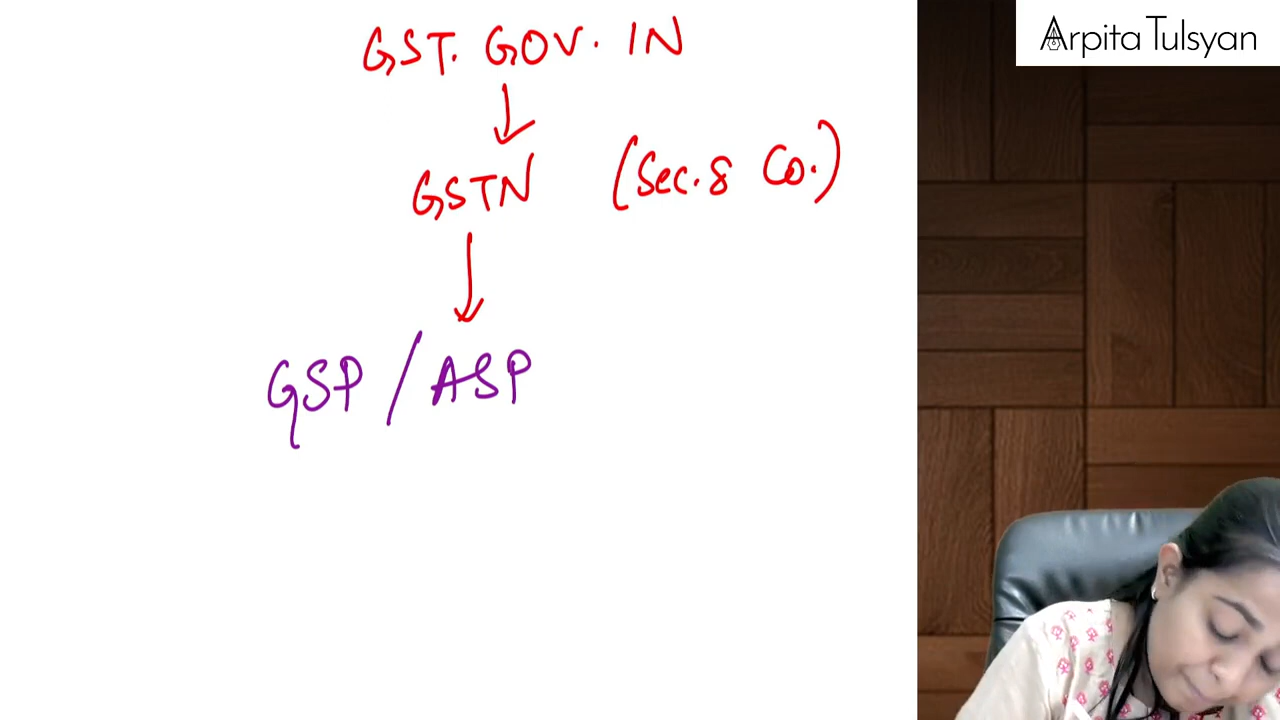 Arpita Tulsyan
GST. GOV. IN
GSTN (Sec. 8 Co.)
GSP / ASP